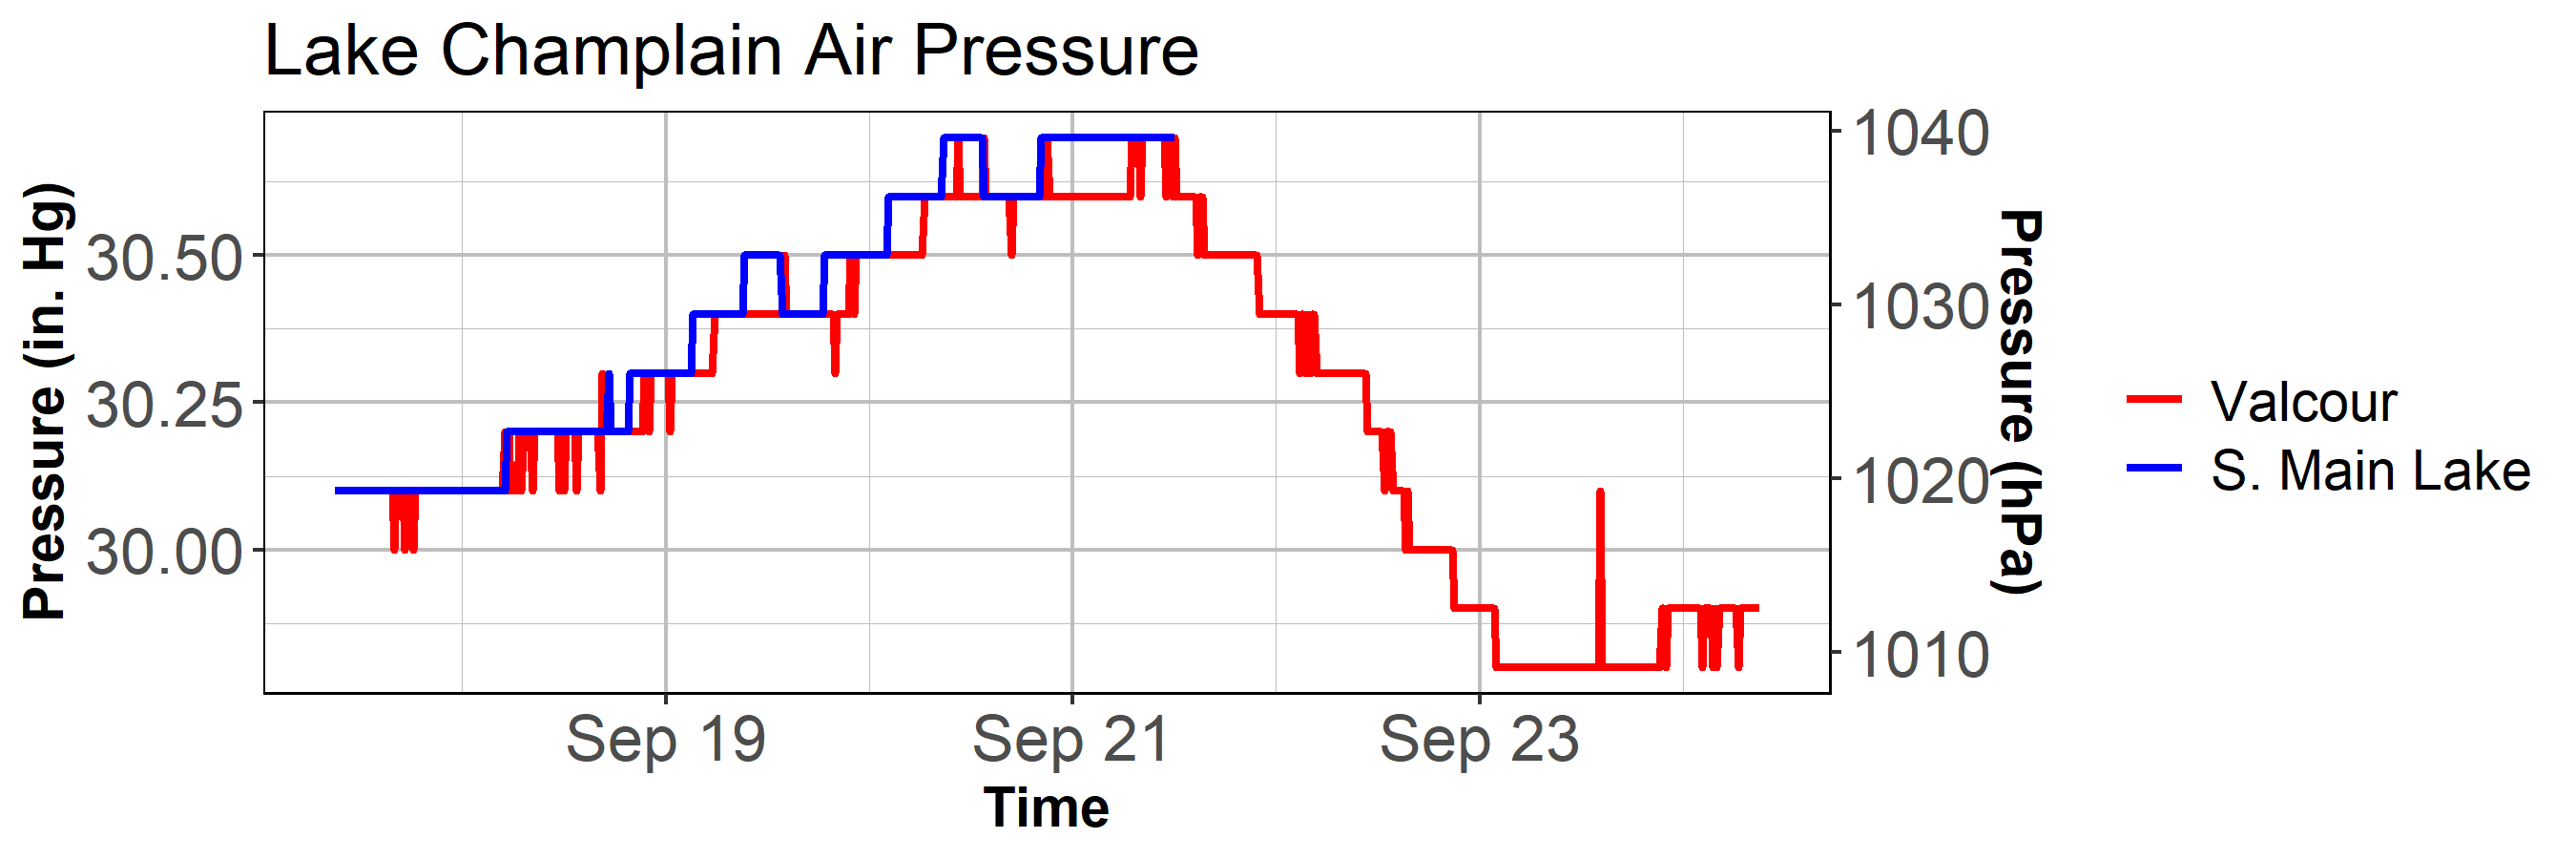 Lake Champlain Air Pressure
Pressure (in. Hg)
30.50
30.25
30.00
1040
1030
1020
1010
Pressure (hPa)
Sep 19
Sep 21
Sep 23
Time
Valcour
S. Main Lake